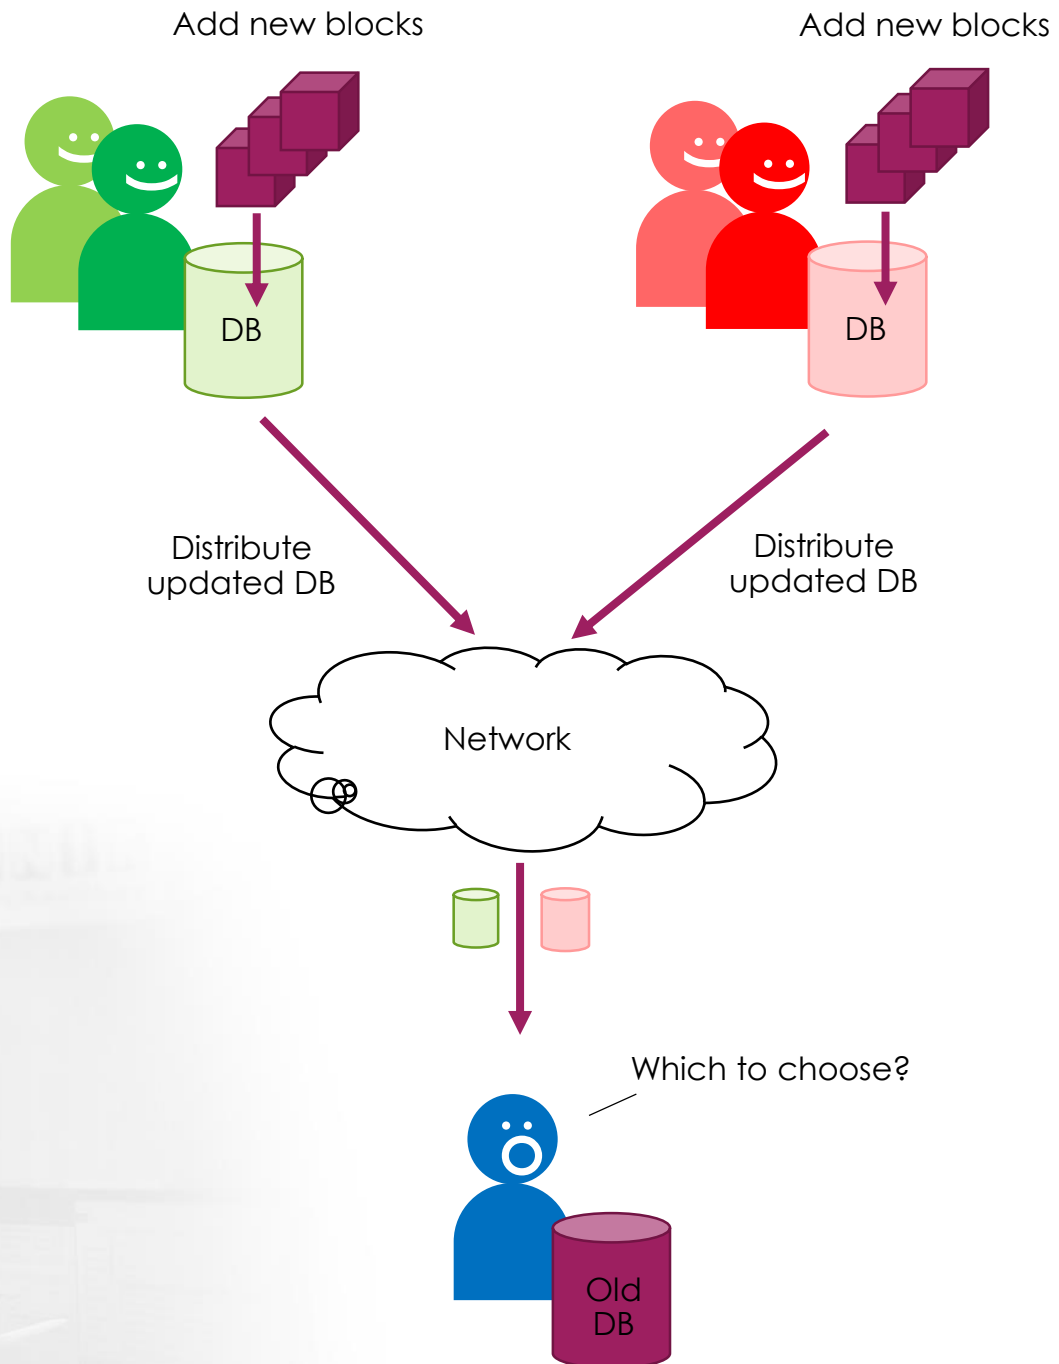 Add new blocks
Add new blocks
DB
DB
Distribute
updated DB
Distribute
updated DB
Network
Which to choose?
Old
DB